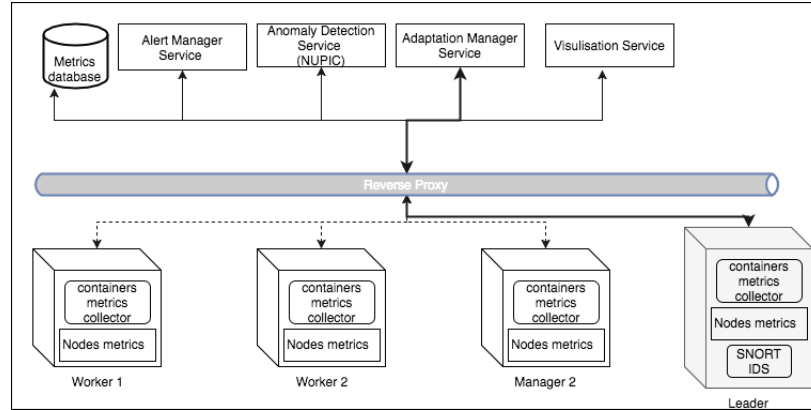 Metrics
database
Alert Manager
Service
Anomaly Detection
Service
(NUPIC)
Adaptation Manager
Service
Visulisation Service
Reverse Proxy
containers
metrics
collector
Nodes metrics
Worker 1
containers
metrics
collector
Nodes metrics
Worker 2
containers
metrics
collector
Nodes metrics
Manager 2
containers
metrics
collector
Nodes metrics
SNORT
IDS
Leader